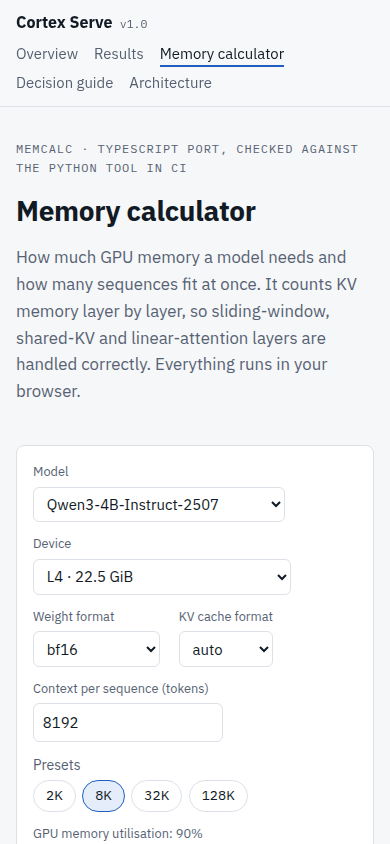 Cortex Serve v1.0
Overview Results Memory calculator
Decision guide Architecture
MEMCALC · TYPESCRIPT PORT, CHECKED AGAINST
THE PYTHON TOOL IN CI
Memory calculator
How much GPU memory a model needs and
how many sequences fit at once. It counts KV
memory layer by layer, so sliding-window,
shared-KV and linear-attention layers are
handled correctly. Everything runs in your
browser.
Model
Qwen3-4B-Instruct-2507
Device
L4 · 22.5 GiB
Weight format KV cache format
bf16 auto
Context per sequence (tokens)
8192
Presets
2K 8K 32K 128K
GPU memory utilisation: 90%